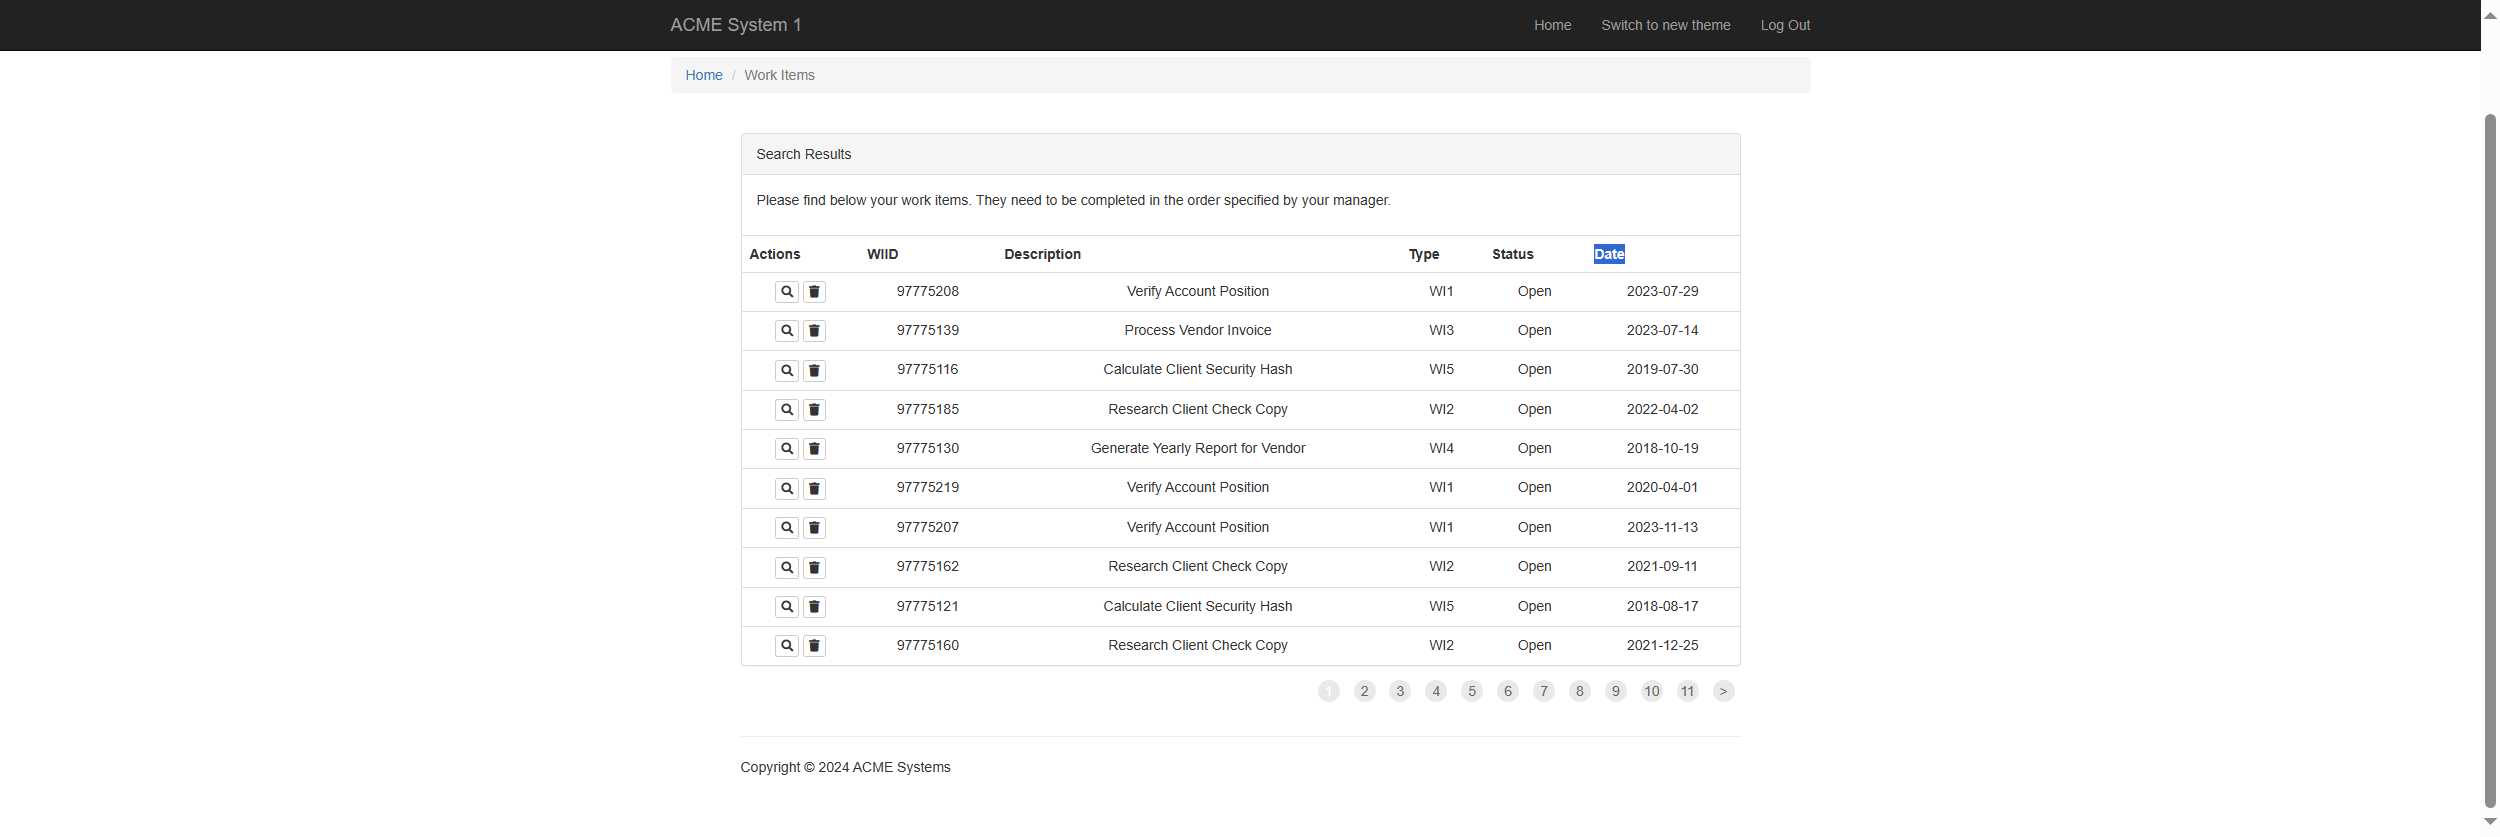 ACME System 1 Home Switch to new theme Log Out
Home / Work Items
Search Results
Please find below your work items. They need to be completed in the order specified by your manager.
Actions WIID Description Type Status Date
97775208 Verify Account Position WI1 Open 2023-07-29
97775139 Process Vendor Invoice WI3 Open 2023-07-14
97775116 Calculate Client Security Hash WI5 Open 2019-07-30
97775185 Research Client Check Copy WI2 Open 2022-04-02
97775130 Generate Yearly Report for Vendor WI4 Open 2018-10-19
97775219 Verify Account Position WI1 Open 2020-04-01
97775207 Verify Account Position WI1 Open 2023-11-13
97775162 Research Client Check Copy WI2 Open 2021-09-11
97775121 Calculate Client Security Hash WI5 Open 2018-08-17
97775160 Research Client Check Copy WI2 Open 2021-12-25
1 2 3 4 5 6 7 8 9 10 11 >
Copyright © 2024 ACME Systems